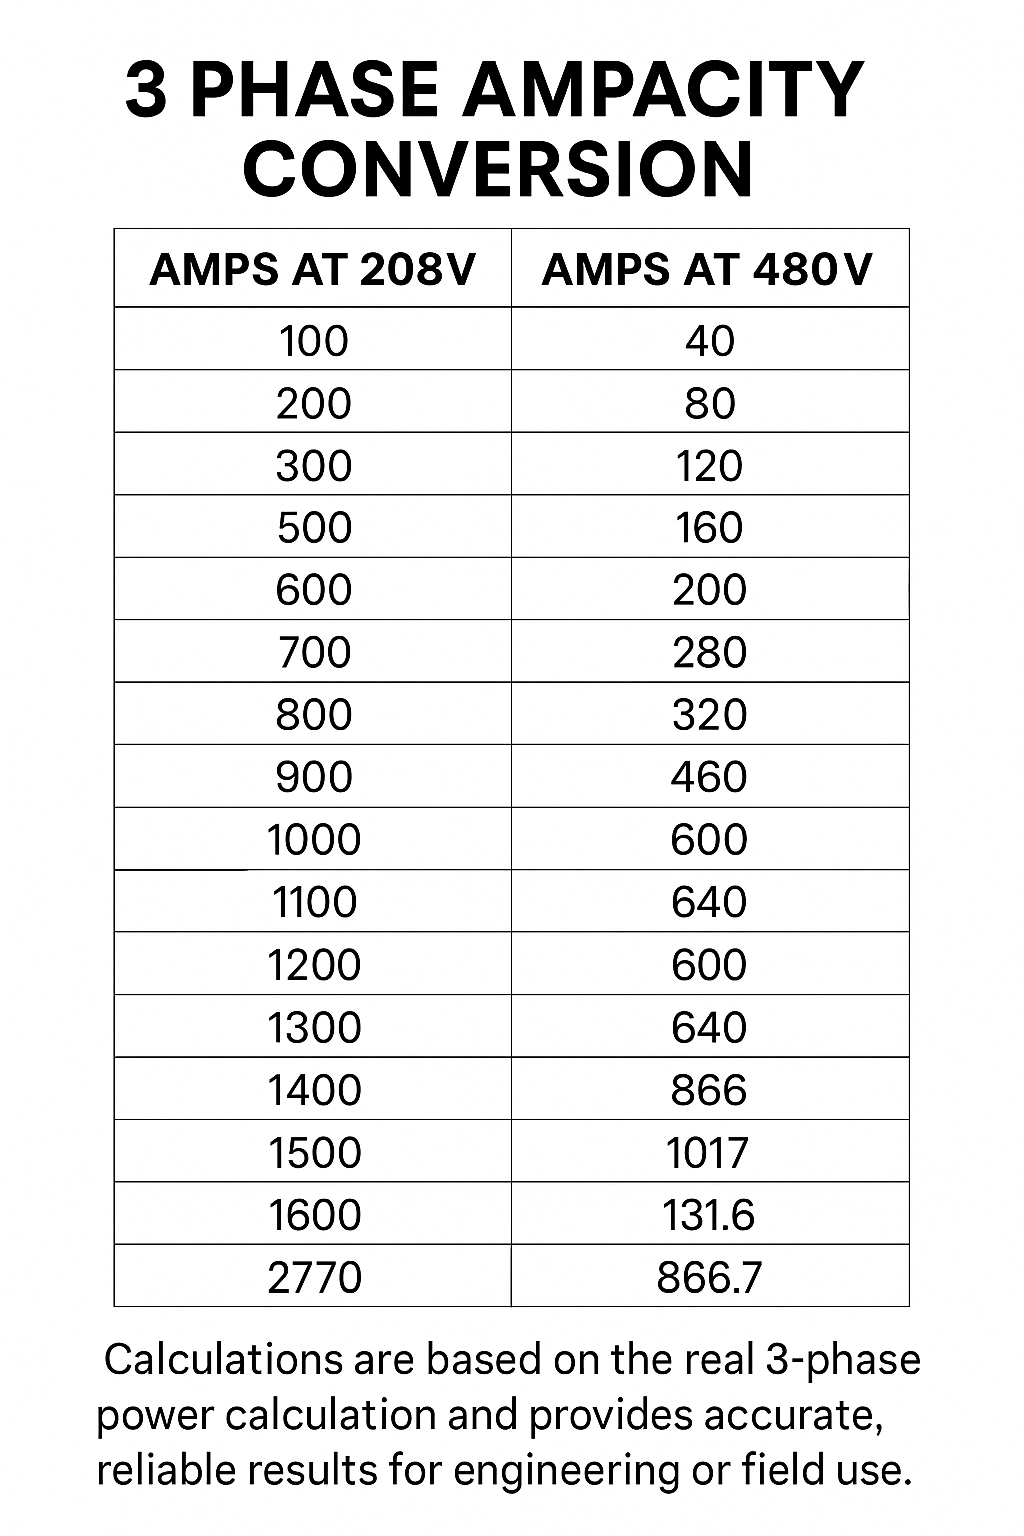 3 PHASE AMPACITY
CONVERSION
AMPS AT 208V AMPS AT 480V
100 40
200 80
300 120
500 160
600 200
700 280
800 320
900 460
1000 600
1100 640
1200 600
1300 640
1400 866
1500 1017
1600 131.6
2770 866.7
Calculations are based on the real 3-phase
power calculation and provides accurate,
reliable results for engineering or field use.